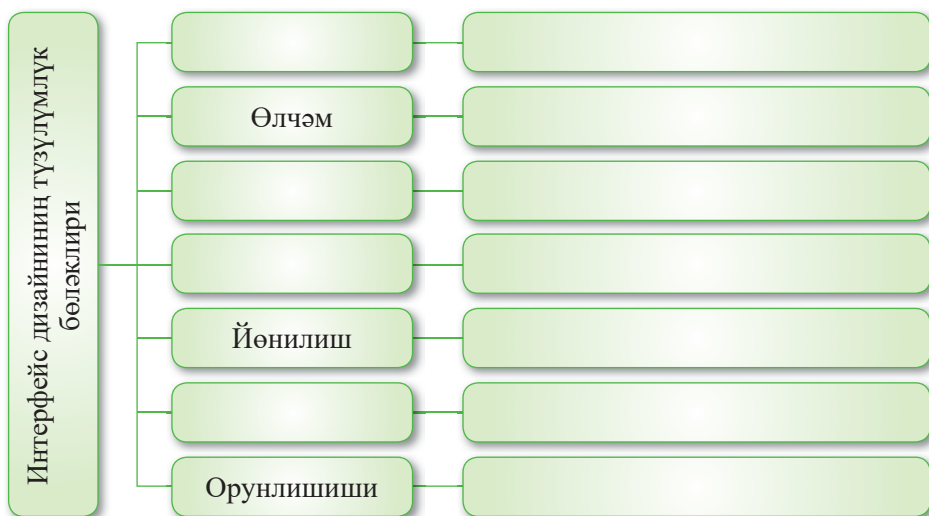 Интерфейс дизайниниң түзүлүмлүк
бөләклири
Өлчәм
Йөнилиш
Орунлишиши